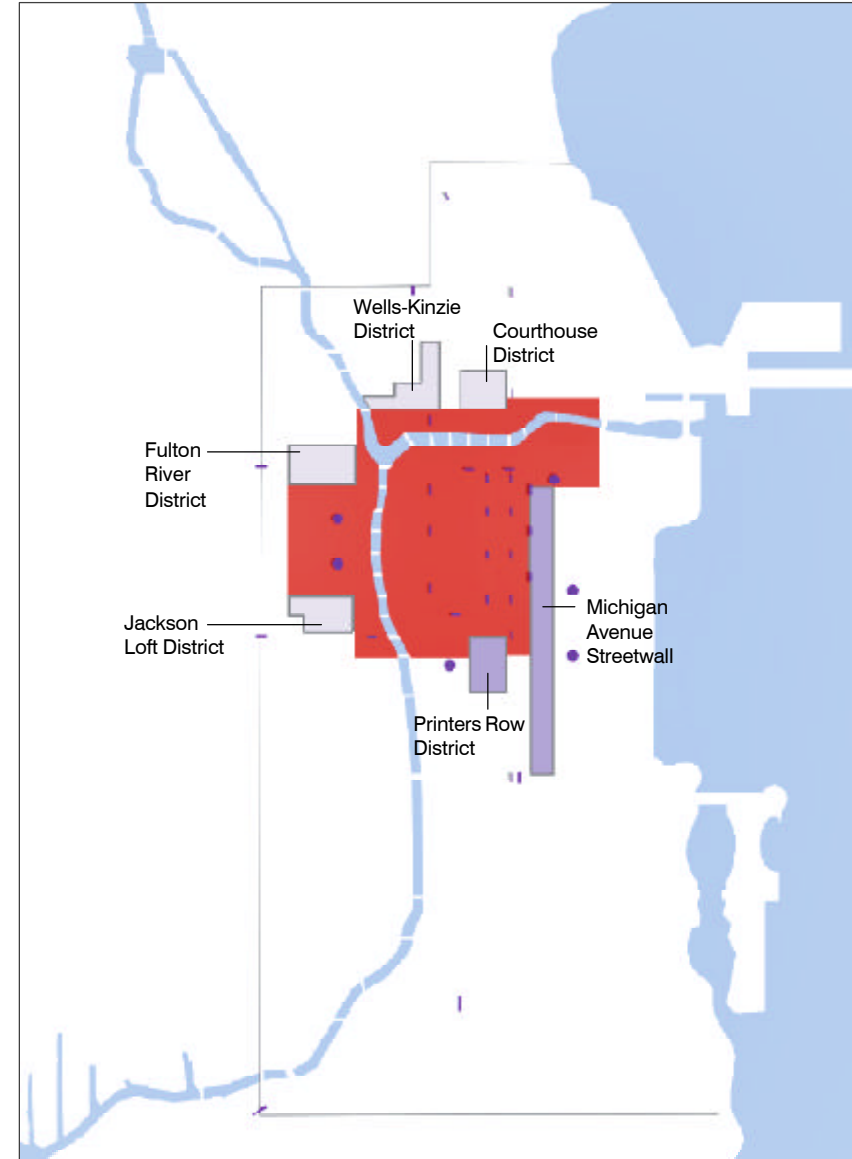 Wells-Kinzie
District
Courthouse
District
Fulton
River
District
Jackson
Loft District
Michigan
Avenue
Streetwall
Printers Row
District